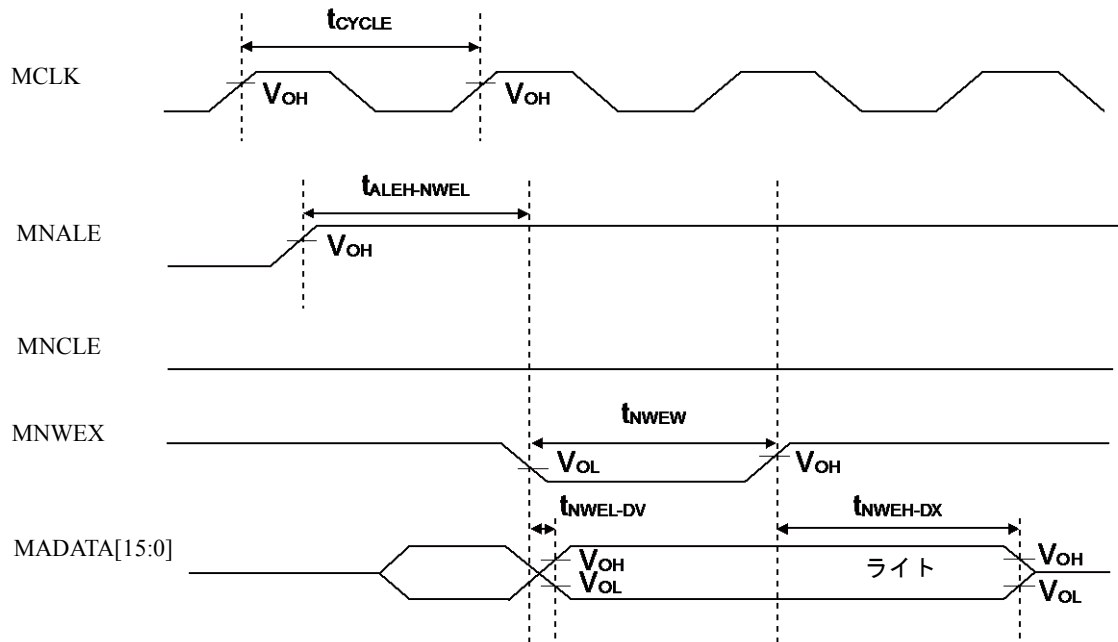 tCYCLE
MCLK
VOH
VOH
tALEH-NWEL
MNALE
VOH
MNCLE
tNWEW
MNWEX
VOL
VOH
tNWEL-DV
tNWEH-DX
MADATA[15:0]
VOH
VOL
ライト
VOH
VOL